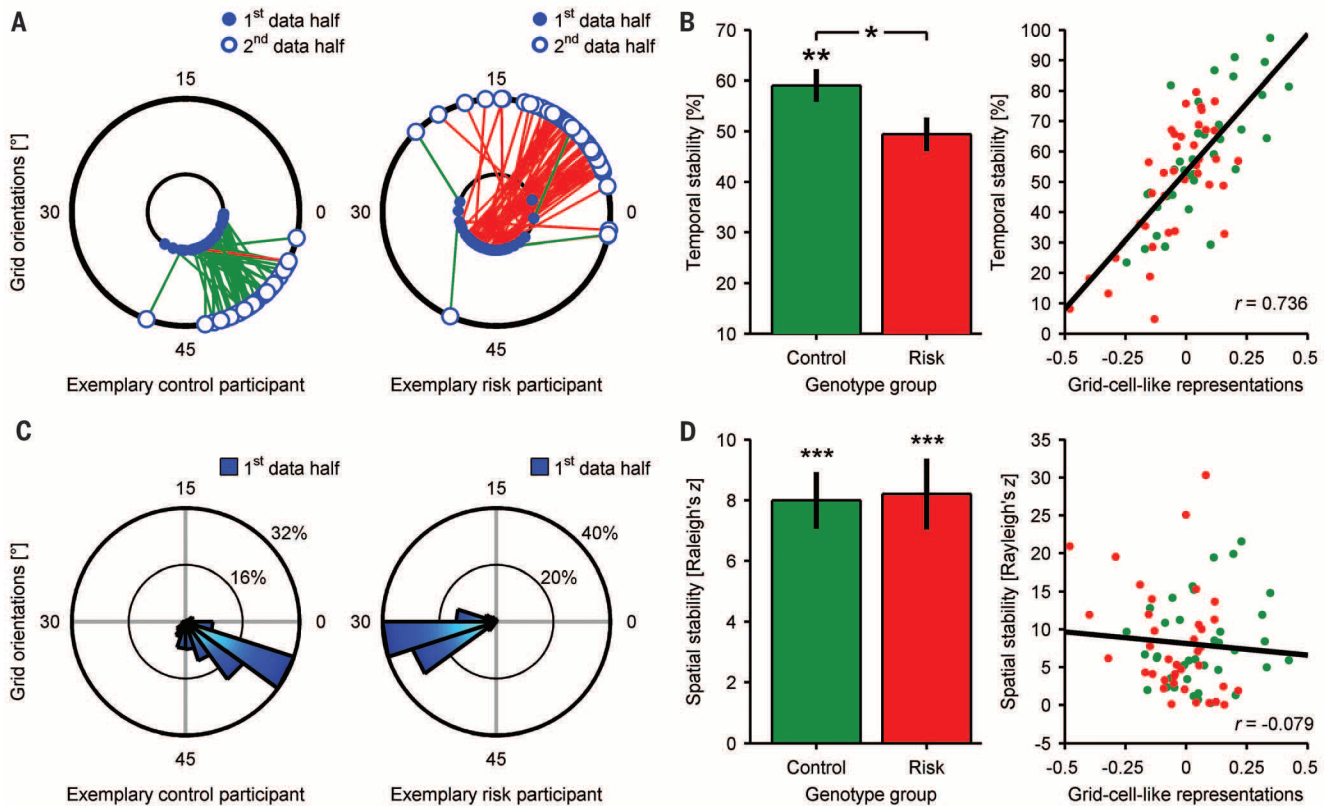 A
1st data half
2nd data half
1st data half
2nd data half
15
15
Grid orientations [°]
30
0
30
0
45
45
Exemplary control participant
Exemplary risk participant
B
Temporal stability [%]
70
60
50
40
30
20
10
**
*
Control
Risk
Genotype group
Temporal stability [%]
100
90
80
70
60
50
40
30
20
10
0
r = 0.736
-0.5
-0.25
0
0.25
0.5
Grid-cell-like representations
C
1st data half
1st data half
15
15
Grid orientations [°]
32%
16%
40%
20%
30
0
30
0
45
45
Exemplary control participant
Exemplary risk participant
D
Spatial stability [Raleigh's z]
10
8
6
4
2
0
***
***
Control
Risk
Genotype group
Spatial stability [Rayleigh's z]
35
30
25
20
15
10
5
0
-5
r = -0.079
-0.5
-0.25
0
0.25
0.5
Grid-cell-like representations